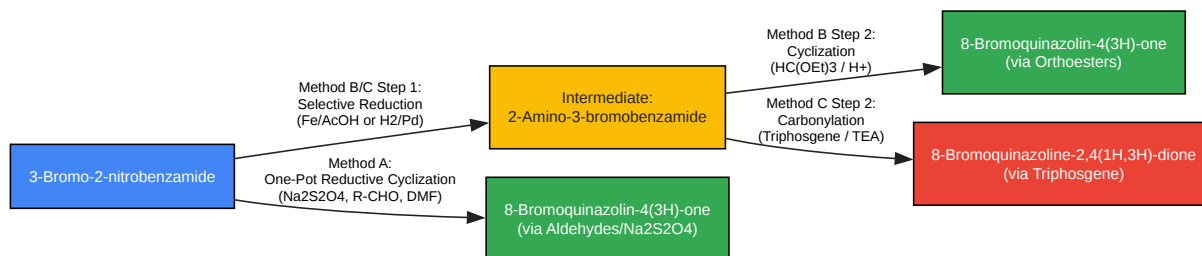 3-Bromo-2-nitrobenzamide
Method B/C Step 1:
Selective Reduction
(Fe/AcOH or H2/Pd)
Method A:
One-Pot Reductive Cyclization
(Na2S2O4, R-CHO, DMF)
Intermediate:
2-Amino-3-bromobenzamide
8-Bromoquinazolin-4(3H)-one
(via Aldehydes/Na2S2O4)
Method B Step 2:
Cyclization
(HC(OEt)3 / H+)
Method C Step 2:
Carbonylation
(Triphosgene / TEA)
8-Bromoquinazolin-4(3H)-one
(via Orthoesters)
8-Bromoquinazoline-2,4(1H,3H)-dione
(via Triphosgene)